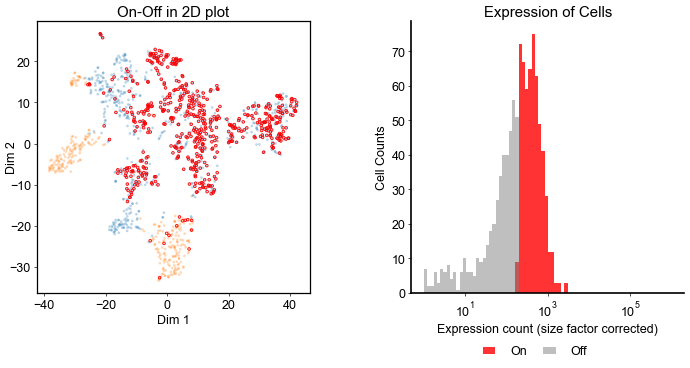 On-Off in 2D plot
Dim 2
20
10
0
−10
−20
−30
−40
−20
0
20
40
Dim 1
Expression of Cells
Cell Counts
70
60
50
40
30
20
10
0
10^1
10^3
10^5
Expression count (size factor corrected)
On
Off